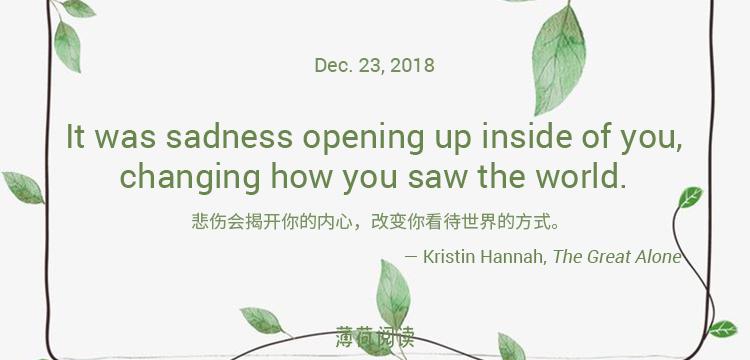 Dec. 23, 2018
It was sadness opening up inside of you,
changing how you saw the world.
悲伤会揭开你的内心，改变你看待世界的方式。
— Kristin Hannah, The Great Alone
薄荷阅读